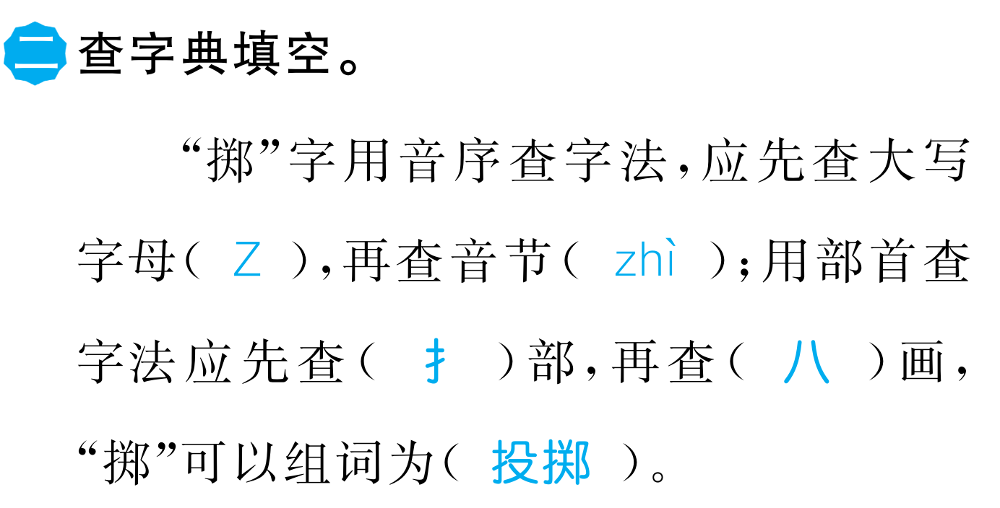 二 查字典填空。
“掷”字用音序查字法，应先查大写
字母（ Z ），再查音节（ zhì ）；用部首查
字法应先查（ 扌 ）部，再查（ 八 ）画，
“掷”可以组词为（ 投掷 ）。